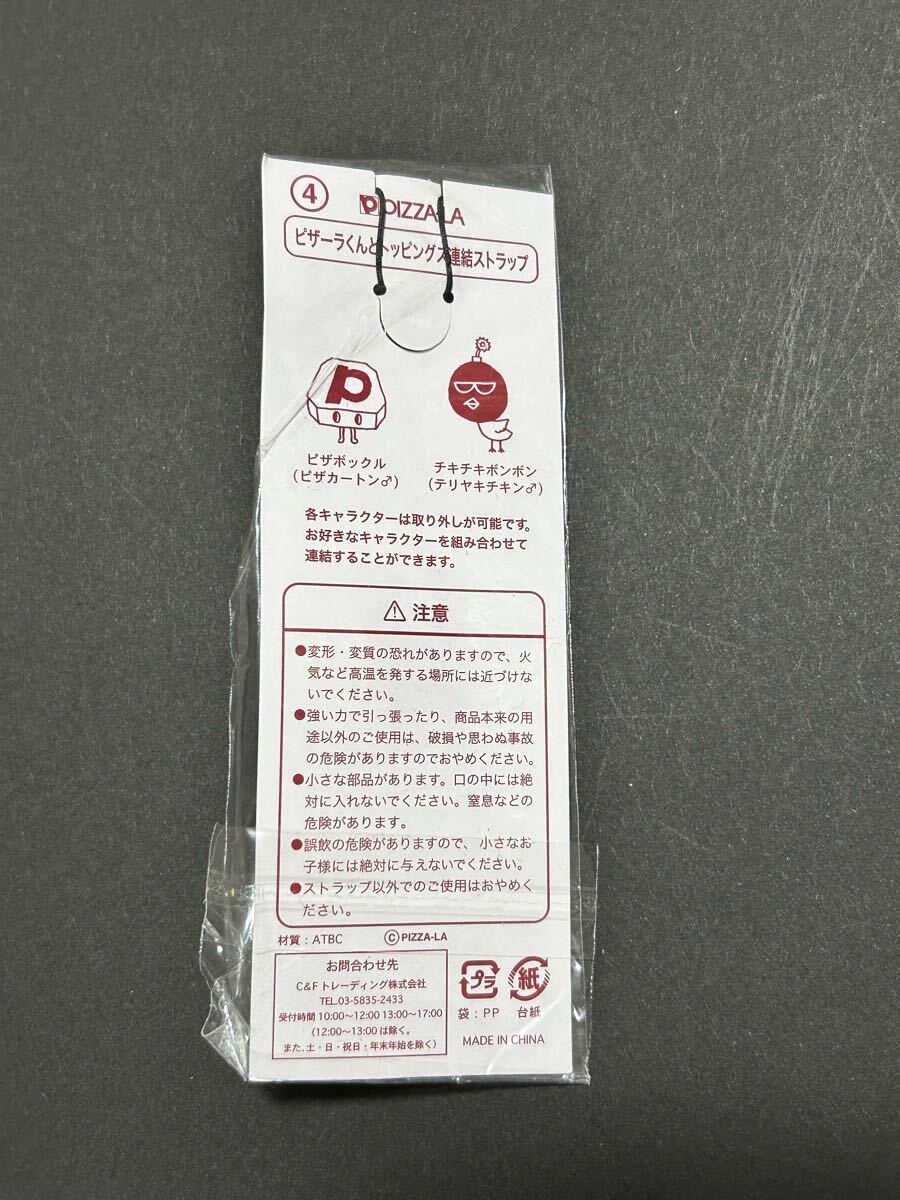 ④
PIZZA-LA
ピザーラくんとトッピングス連結ストラップ
ピザボックル
(ピザカートン♂)
チキチキボンボン
(テリヤキチキン♂)
各キャラクターは取り外しが可能です。
お好きなキャラクターを組み合わせて
連結することができます。
⚠ 注意
●変形・変質の恐れがありますので、火
気など高温を発する場所には近づけな
いでください。
●強い力で引っ張ったり、商品本来の用
途以外のご使用は、破損や思わぬ事故
の危険がありますのでおやめください。
●小さな部品があります。口の中には絶
対に入れないでください。窒息などの
危険があります。
●誤飲の危険がありますので、小さなお
子様には絶対に与えないでください。
●ストラップ以外でのご使用はおやめく
ださい。
材質：ATBC
Ⓒ PIZZA-LA
お問合わせ先
C&F トレーディング株式会社
TEL.03-5835-2433
受付時間 10:00〜12:00 13:00〜17:00
(12:00〜13:00 は除く。
また、土・日・祝日・年末年始を除く)
プラ
紙
袋：PP
台紙
MADE IN CHINA